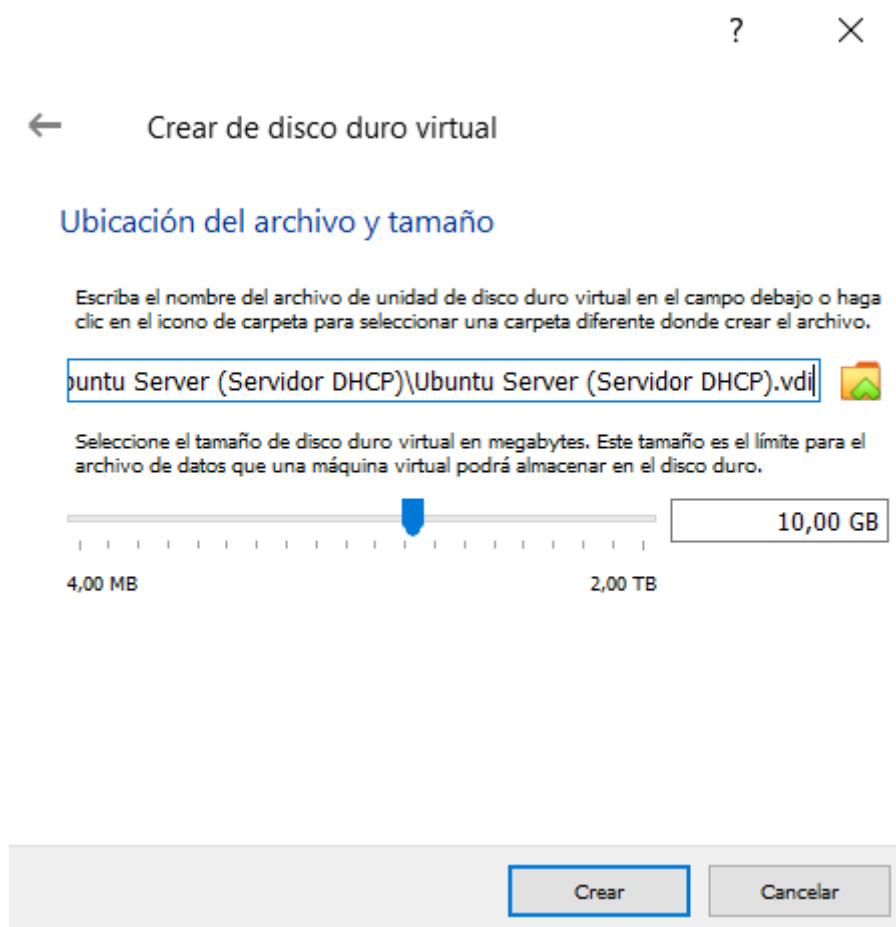 ?
Crear de disco duro virtual
Ubicación del archivo y tamaño
Escriba el nombre del archivo de unidad de disco duro virtual en el campo debajo o haga
clic en el icono de carpeta para seleccionar una carpeta diferente donde crear el archivo.
buntu Server (Servidor DHCP)\Ubuntu Server (Servidor DHCP).vdi
Seleccione el tamaño de disco duro virtual en megabytes. Este tamaño es el límite para el
archivo de datos que una máquina virtual podrá almacenar en el disco duro.
10,00 GB
4,00 MB 2,00 TB
Crear Cancelar